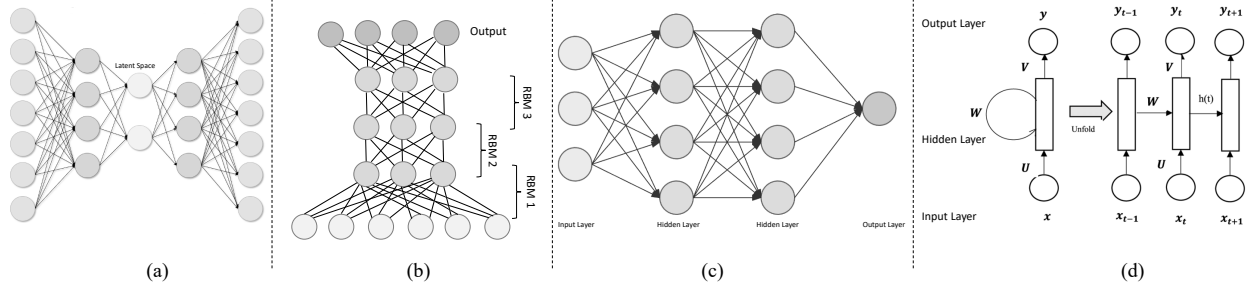 Latent Space
(a)
Output
RBM 3
RBM 2
RBM 1
(b)
Input Layer
Hidden Layer
Hidden Layer
Output Layer
(c)
Output Layer
y
y_{t-1}
y_t
y_{t+1}
V
V
W
Unfold
W
h(t)
Hidden Layer
U
U
Input Layer
x
x_{t-1}
x_t
x_{t+1}
(d)